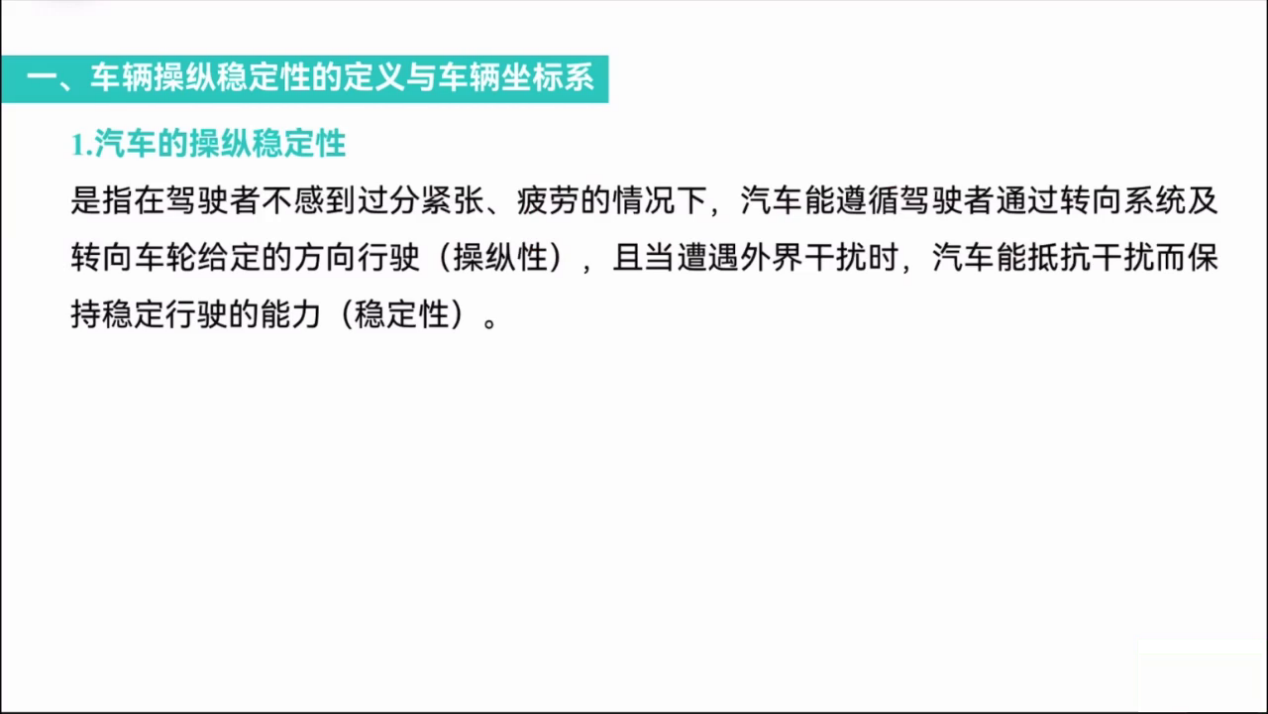 一、车辆操纵稳定性的定义与车辆坐标系
1.汽车的操纵稳定性
是指在驾驶者不感到过分紧张、疲劳的情况下，汽车能遵循驾驶者通过转向系统及
转向车轮给定的方向行驶（操纵性），且当遭遇外界干扰时，汽车能抵抗干扰而保
持稳定行驶的能力（稳定性）。